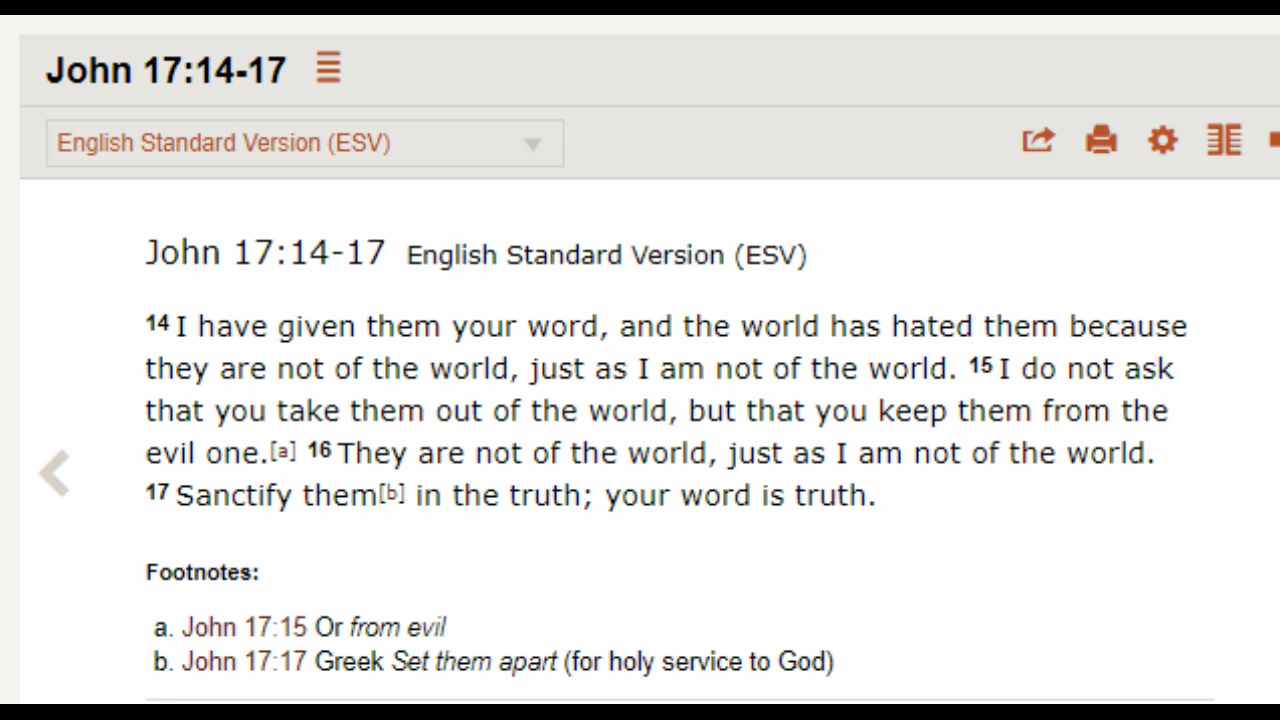 John 17:14-17
English Standard Version (ESV)
John 17:14-17 English Standard Version (ESV)
14 I have given them your word, and the world has hated them because
they are not of the world, just as I am not of the world. 15 I do not ask
that you take them out of the world, but that you keep them from the
evil one.[a] 16 They are not of the world, just as I am not of the world.
17 Sanctify them[b] in the truth; your word is truth.
Footnotes:
a. John 17:15 Or from evil
b. John 17:17 Greek Set them apart (for holy service to God)